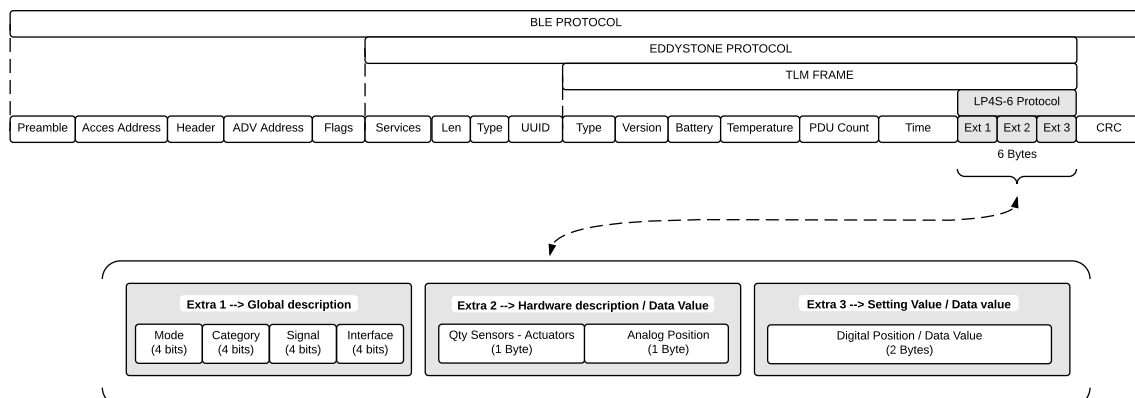 BLE PROTOCOL
EDDYSTONE PROTOCOL
TLM FRAME
LP4S-6 Protocol
Preamble Acces Address Header ADV Address Flags Services Len Type UUID Type Version Battery Temperature PDU Count Time Ext 1 Ext 2 Ext 3 CRC
6 Bytes
Extra 1 --> Global description Extra 2 --> Hardware description / Data Value Extra 3 --> Setting Value / Data value
Mode Category Signal Interface Qty Sensors - Actuators Analog Position Digital Position / Data Value
(4 bits) (4 bits) (4 bits) (4 bits) (1 Byte) (1 Byte) (2 Bytes)